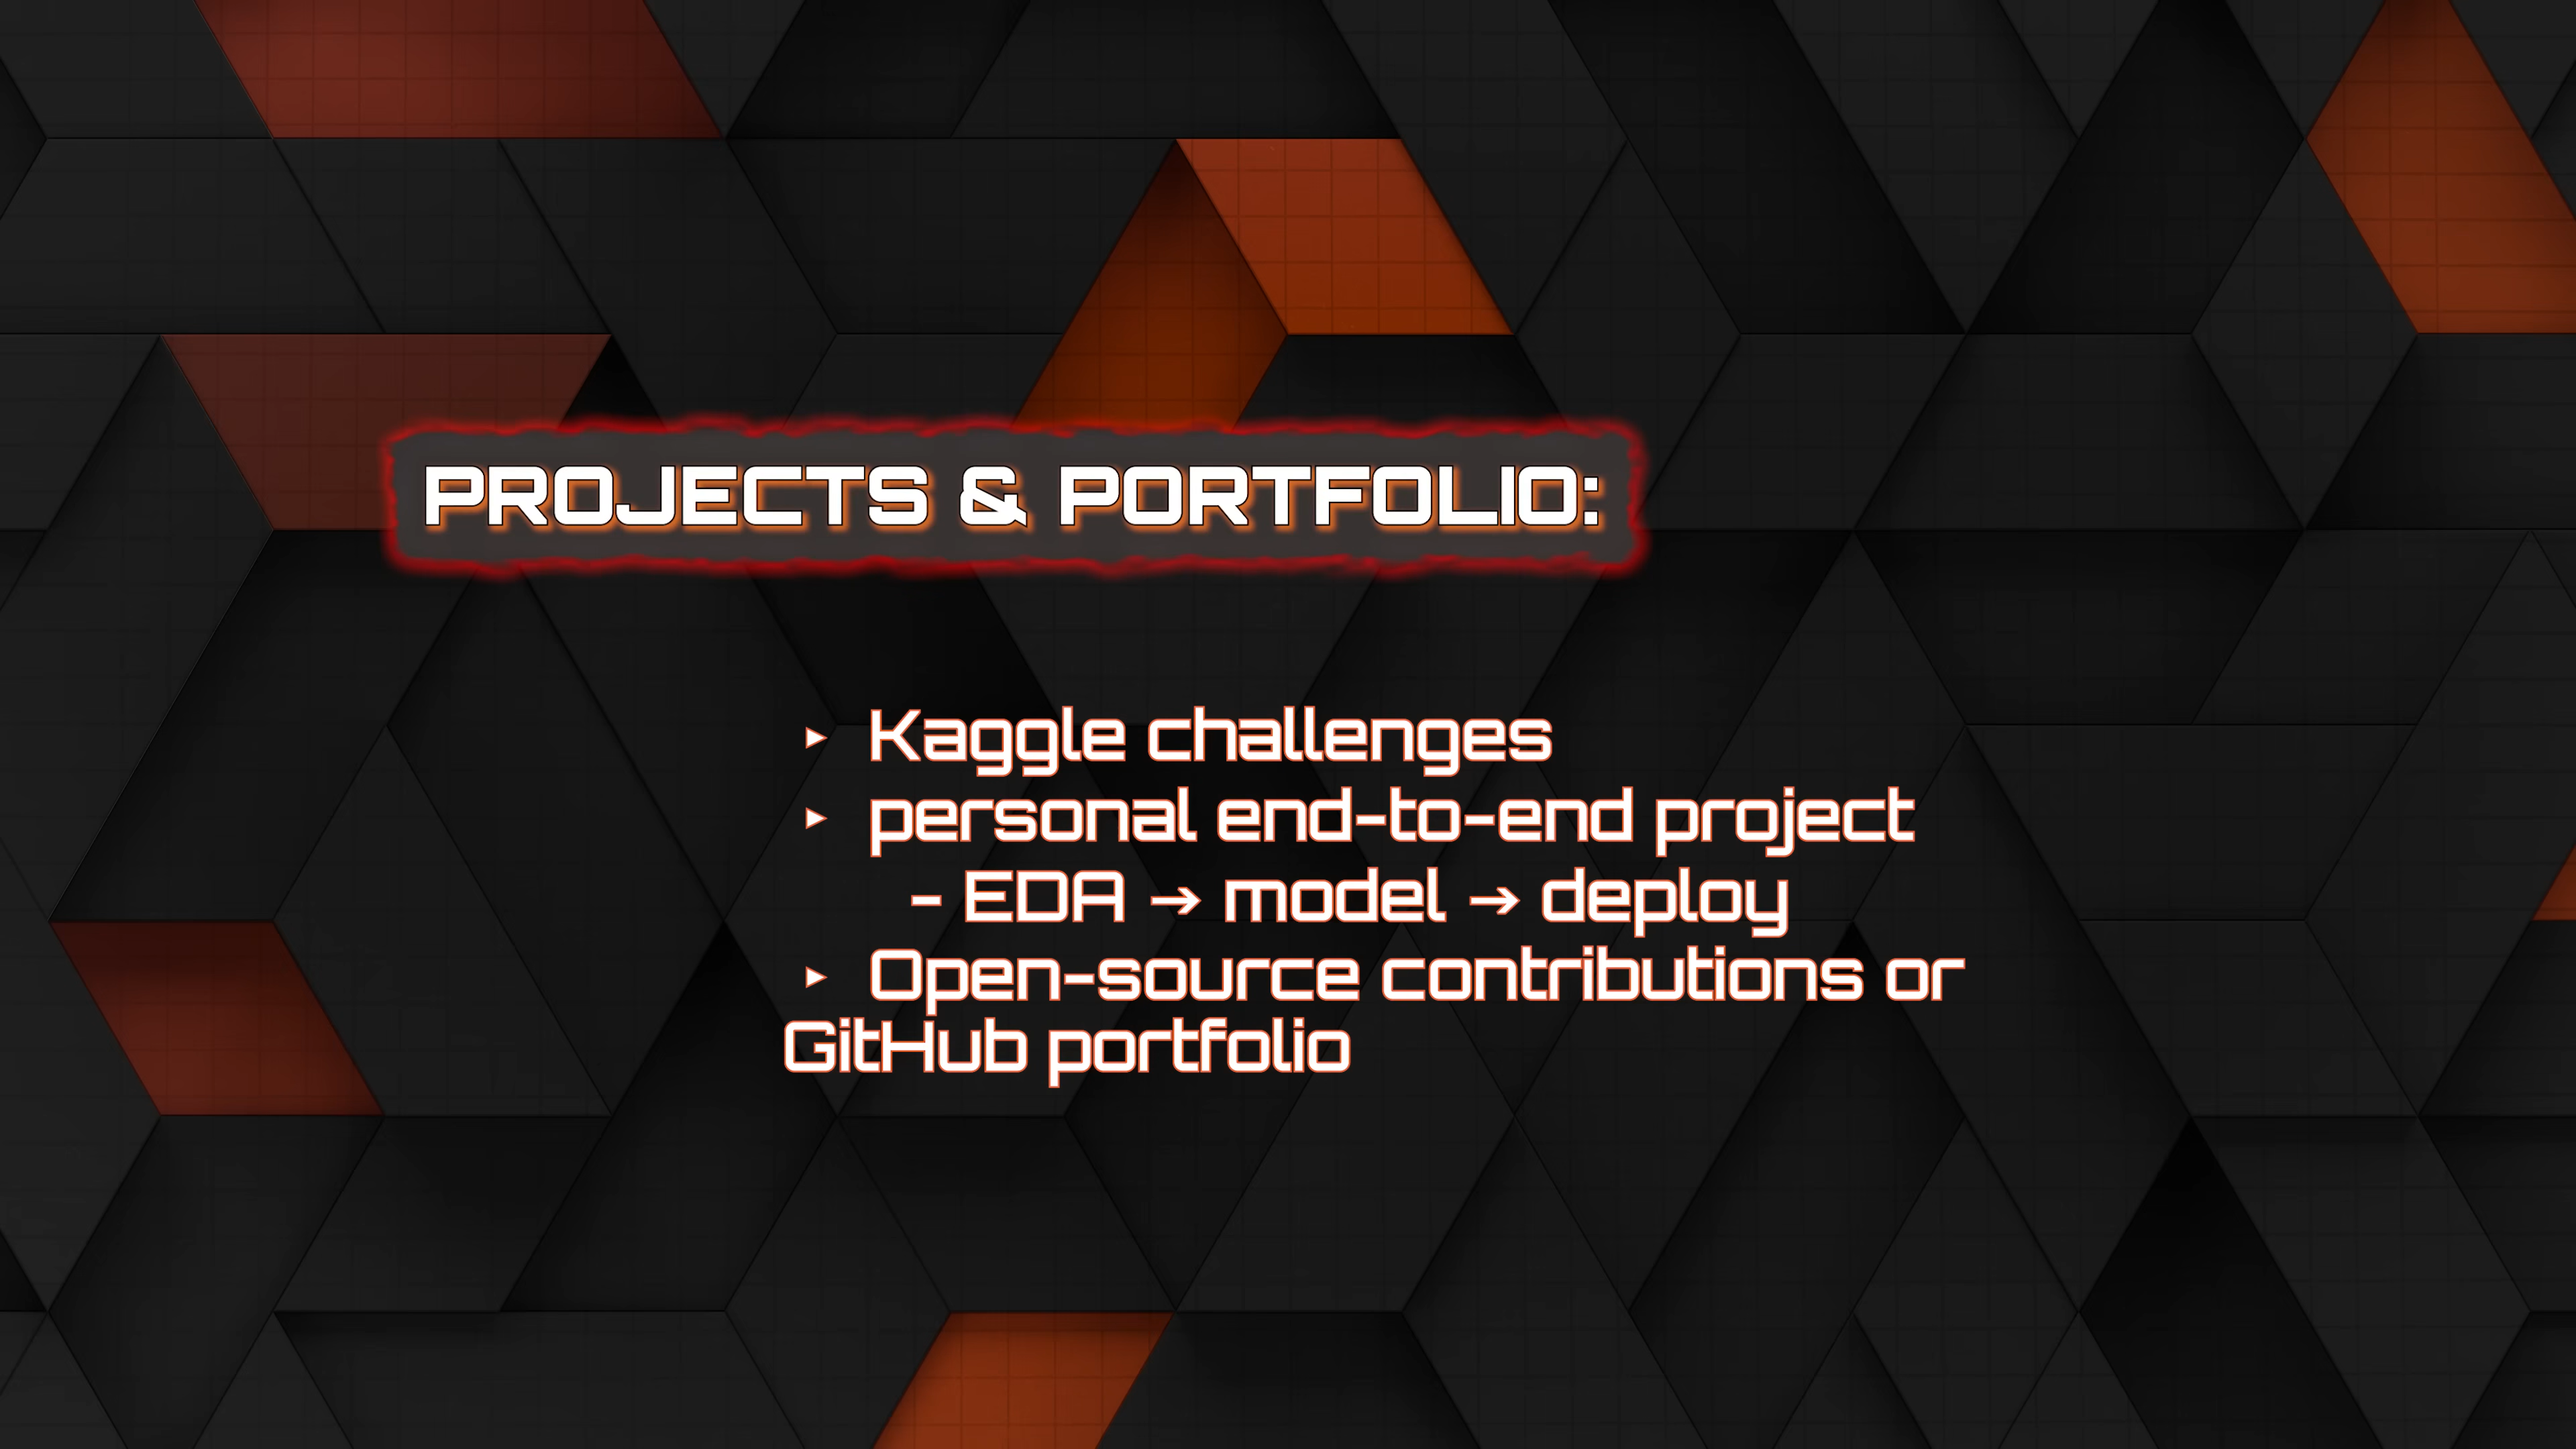 PROJECTS & PORTFOLIO:
▸ Kaggle challenges
▸ personal end-to-end project
- EDA → model → deploy
▸ Open-source contributions or
GitHub portfolio